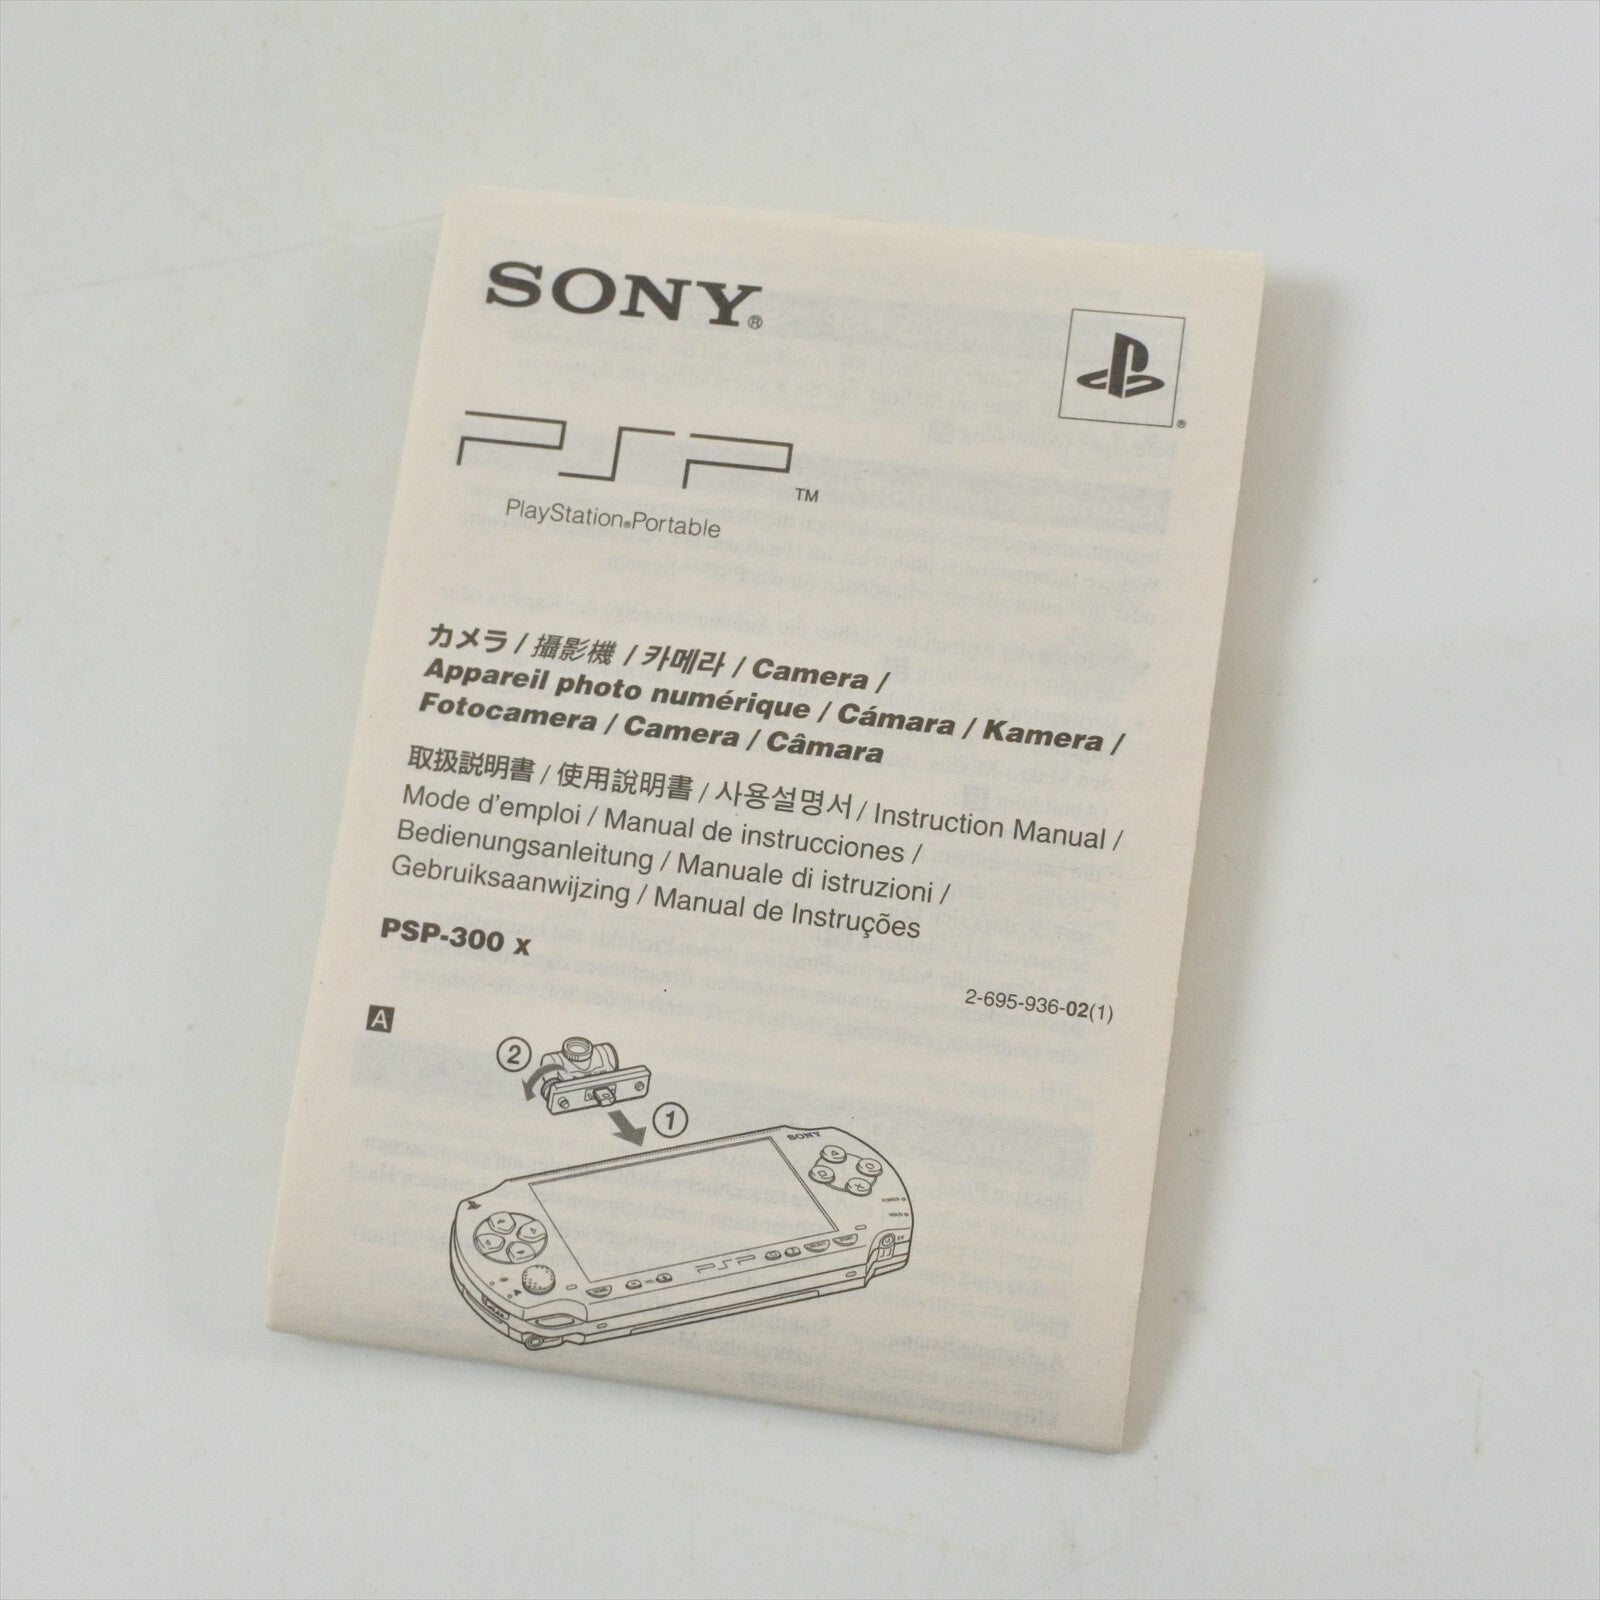 SONY®
PSP™
PlayStation®Portable
カメラ / 攝影機 / 카메라 / Camera /
Appareil photo numérique / Cámara / Kamera /
Fotocamera / Camera / Câmara
取扱説明書 / 使用說明書 / 사용설명서 / Instruction Manual /
Mode d'emploi / Manual de instrucciones /
Bedienungsanleitung / Manuale di istruzioni /
Gebruiksaanwijzing / Manual de Instruções
PSP-300 x
2-695-936-02(1)
A
2
1
SONY
PSP